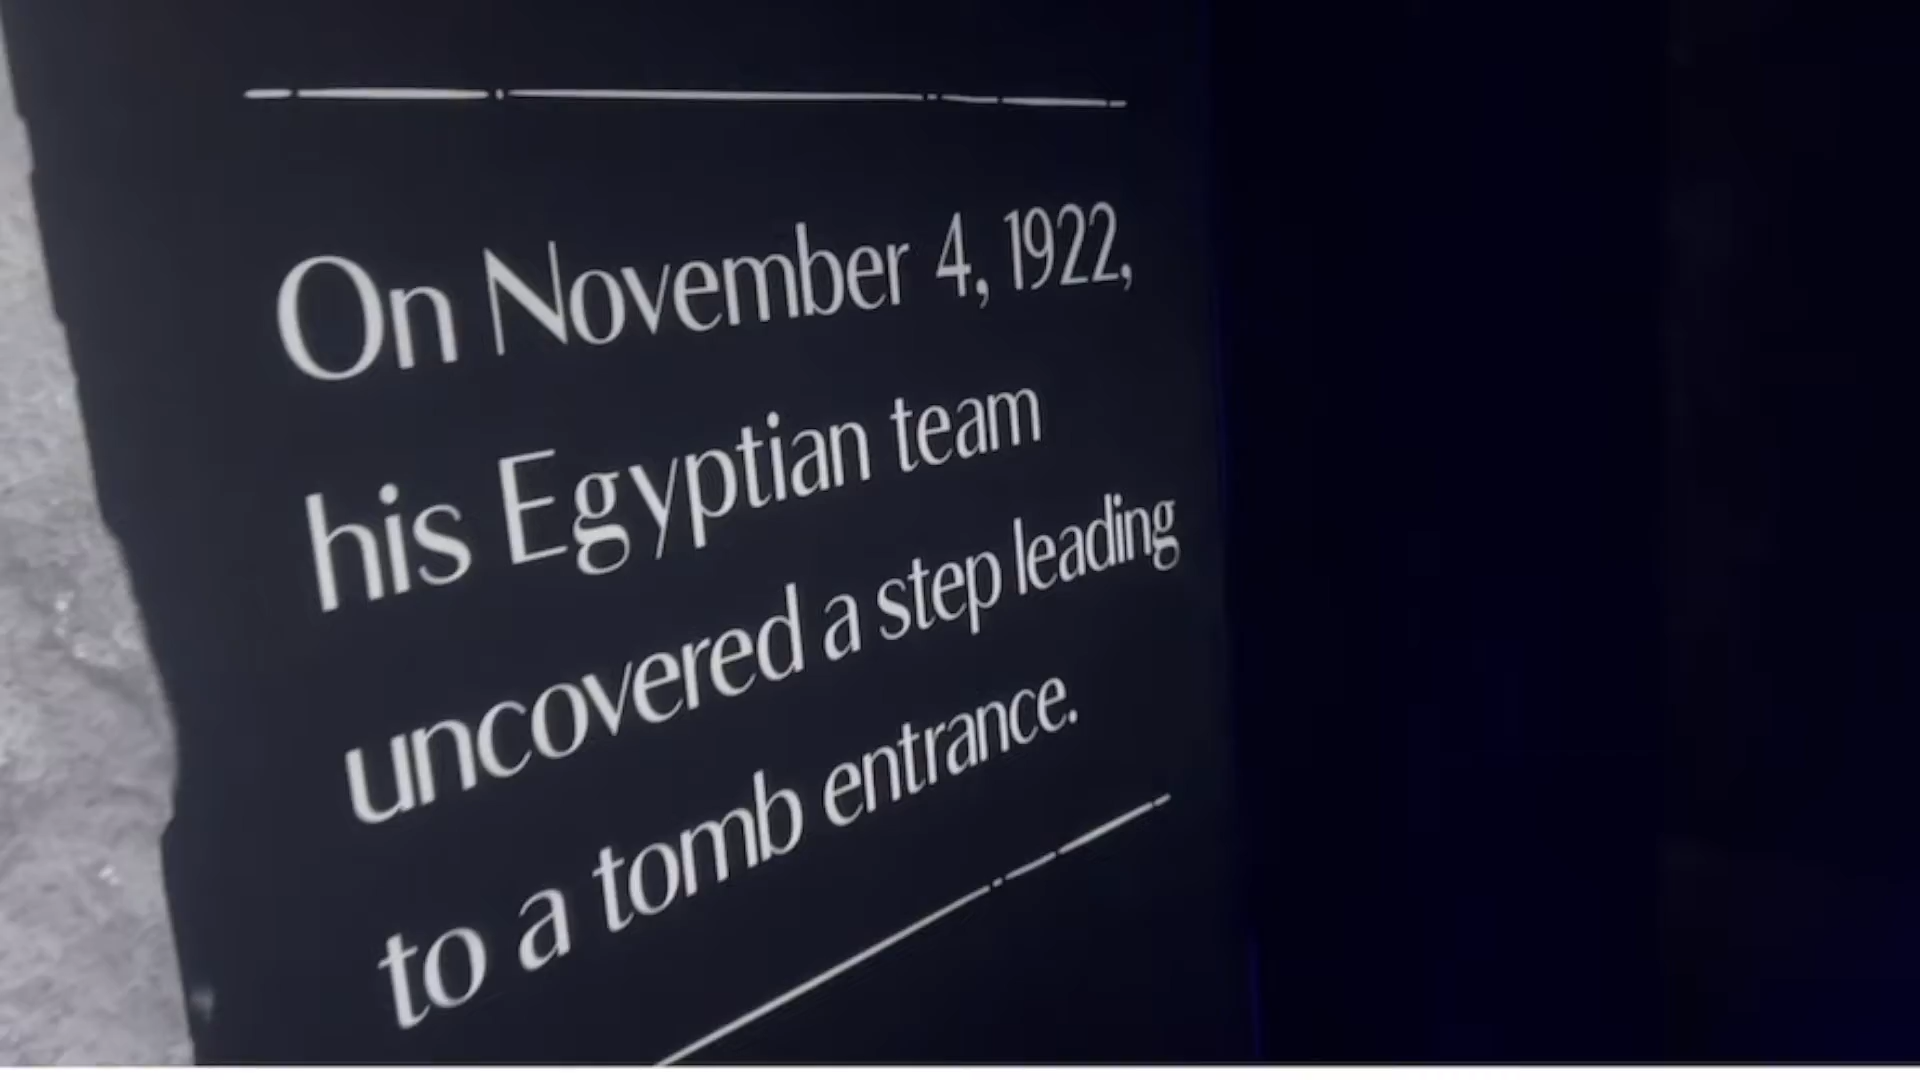 On November 4, 1922,
his Egyptian team
uncovered a step leading
to a tomb entrance.